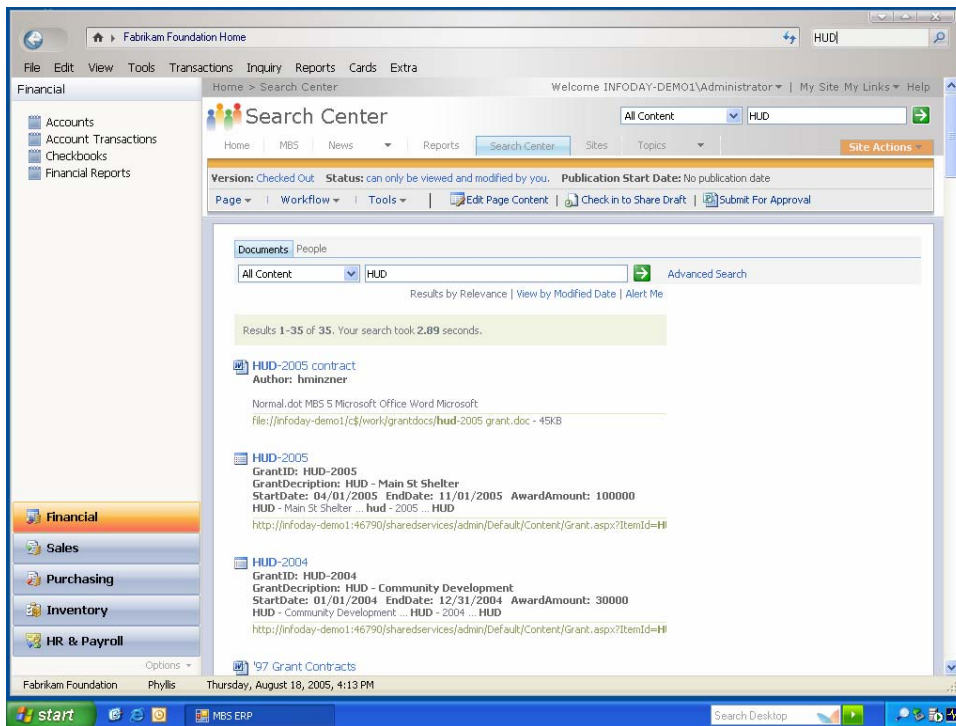 Fabrikam Foundation Home
HUD
File Edit View Tools Transactions Inquiry Reports Cards Extra
Financial
Accounts
Account Transactions
Checkbooks
Financial Reports
Home > Search Center
Welcome INFODAY-DEMO1\Administrator | My Site My Links Help
Search Center
All Content
HUD
Home MBS News Reports Search Center Sites Topics
Site Actions
Version: Checked Out Status: can only be viewed and modified by you. Publication Start Date: No publication date
Page Workflow Tools | Edit Page Content | Check in to Share Draft | Submit For Approval
Documents People
All Content HUD Advanced Search
Results by Relevance | View by Modified Date | Alert Me
Results 1-35 of 35. Your search took 2.89 seconds.
HUD-2005 contract
Author: hminzner
Normal.dot MBS 5 Microsoft Office Word Microsoft
file://infoday-demo1/c$/work/grantdocs/hud-2005 grant.doc - 45KB
HUD-2005
GrantID: HUD-2005
GrantDecription: HUD - Main St Shelter
StartDate: 04/01/2005 EndDate: 11/01/2005 AwardAmount: 100000
HUD - Main St Shelter ... hud - 2005 ... HUD
http://infoday-demo1:46790/sharedservices/admin/Default/Content/Grant.aspx?ItemId=HU
HUD-2004
GrantID: HUD-2004
GrantDecription: HUD - Community Development
StartDate: 01/01/2004 EndDate: 12/31/2004 AwardAmount: 30000
HUD - Community Development ... HUD - 2004 ... HUD
http://infoday-demo1:46790/sharedservices/admin/Default/Content/Grant.aspx?ItemId=HU
'97 Grant Contracts
Financial
Sales
Purchasing
Inventory
HR & Payroll
Options
Fabrikam Foundation Phyllis Thursday, August 18, 2005, 4:13 PM
start
MBS ERP
Search Desktop